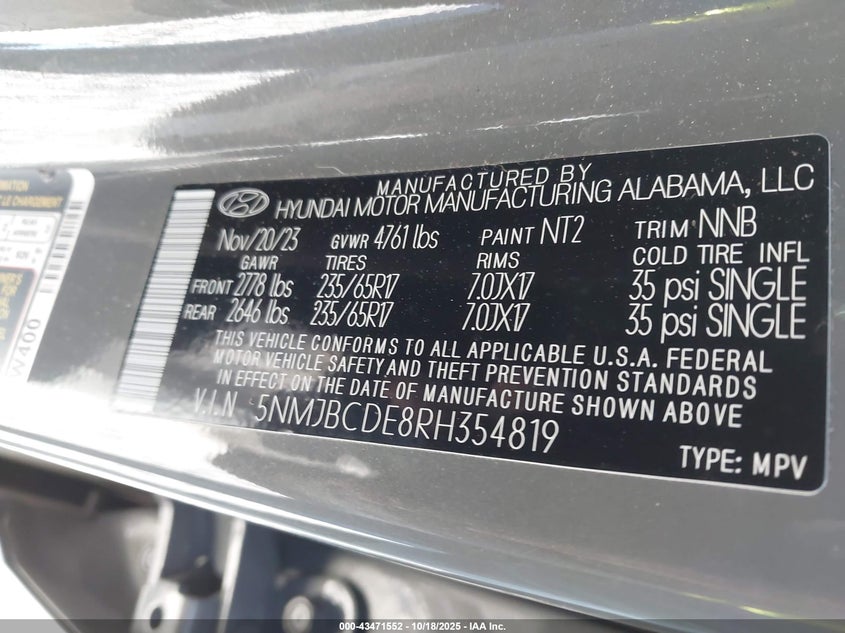 MANUFACTURED BY
HYUNDAI MOTOR MANUFACTURING ALABAMA, LLC
Nov/20/23 GVWR 4761 lbs PAINT NT2 TRIM NNB
GAWR TIRES RIMS COLD TIRE INFL
FRONT 2778 lbs 235/65R17 7.0JX17 35 psi SINGLE
REAR 2646 lbs 235/65R17 7.0JX17 35 psi SINGLE
THIS VEHICLE CONFORMS TO ALL APPLICABLE U.S.A. FEDERAL
MOTOR VEHICLE SAFETY AND THEFT PREVENTION STANDARDS
IN EFFECT ON THE DATE OF MANUFACTURE SHOWN ABOVE
V.I.N 5NMJBCDE8RH354819
TYPE: MPV
W400
000-43471552 - 10/18/2025 - IAA Inc.